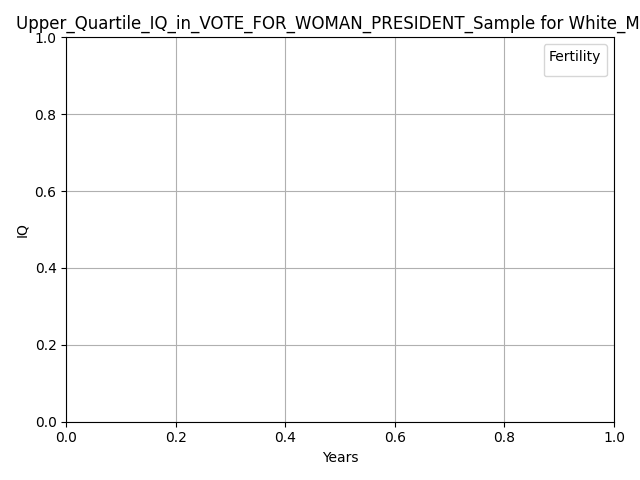 Upper_Quartile_IQ_in_VOTE_FOR_WOMAN_PRESIDENT_Sample for White_M
Fertility
1.0
0.8
0.6
0.4
0.2
0.0
IQ
0.0 0.2 0.4 0.6 0.8 1.0
Years